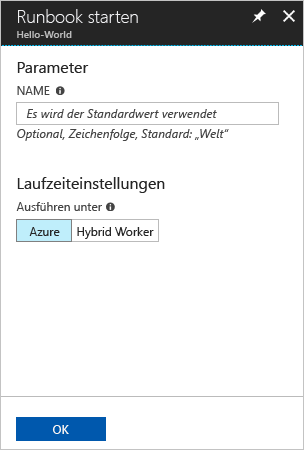 Runbook starten
Hello-World
Parameter
NAME
Es wird der Standardwert verwendet
Optional, Zeichenfolge, Standard: „Welt“
Laufzeiteinstellungen
Ausführen unter
Azure Hybrid Worker
OK